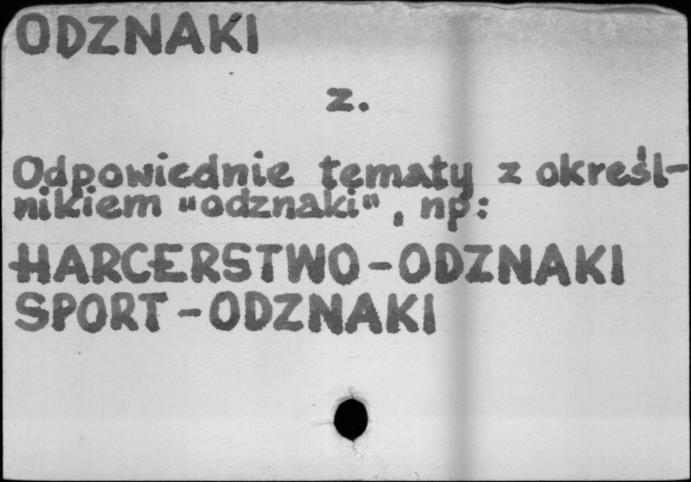 ODZNAKI
z.
Odpowiednie tematy z określ-
nikiem "odznaki", np:
HARCERSTWO-ODZNAKI
SPORT-ODZNAKI